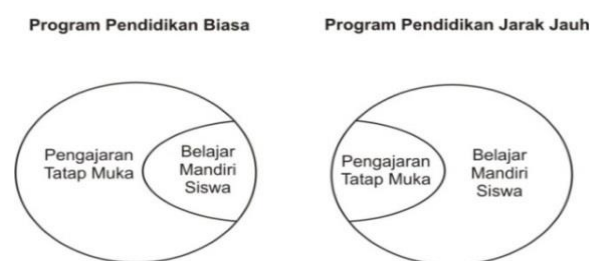 Program Pendidikan Biasa
Program Pendidikan Jarak Jauh
Pengajaran
Tatap Muka
Belajar
Mandiri
Siswa
Pengajaran
Tatap Muka
Belajar
Mandiri
Siswa